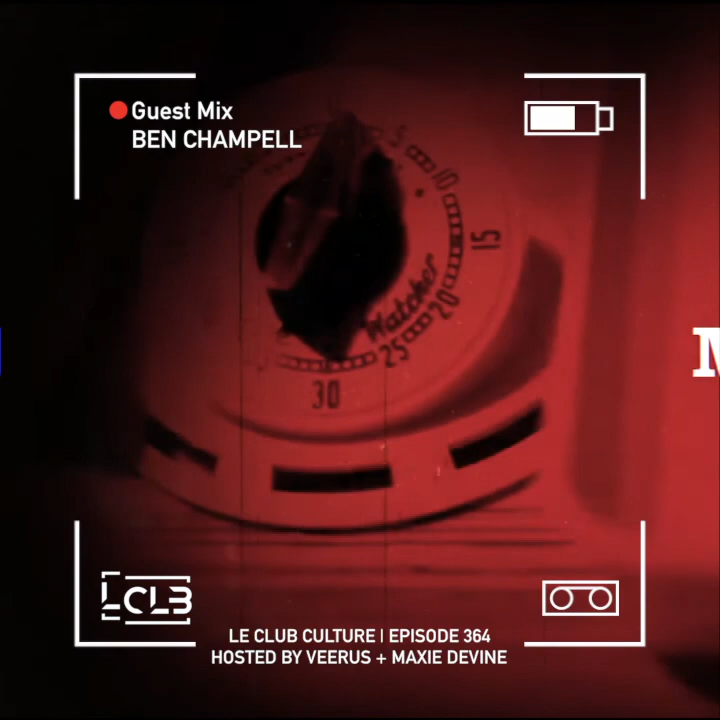 Guest Mix
BEN CHAMPELL
5
10
15
Watcher
20
25
30
M
LCLB
LE CLUB CULTURE | EPISODE 364
HOSTED BY VEERUS + MAXIE DEVINE